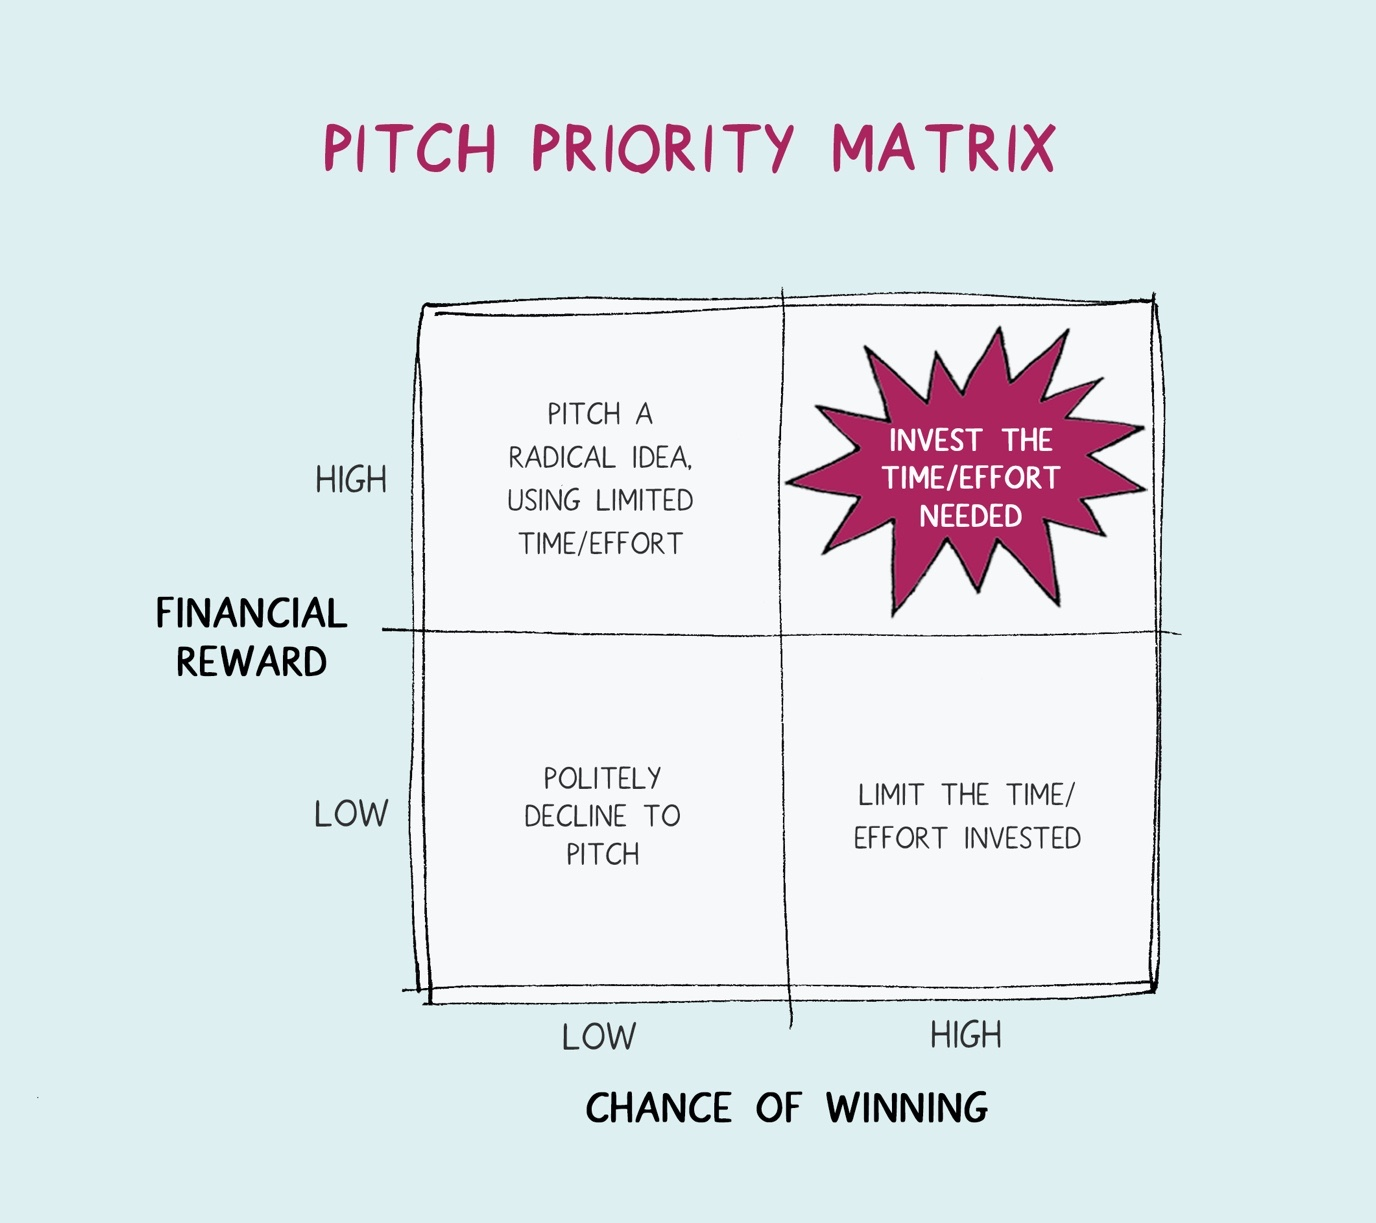 PITCH PRIORITY MATRIX
PITCH A
RADICAL IDEA,
USING LIMITED
TIME/EFFORT
INVEST THE
TIME/EFFORT
NEEDED
HIGH
FINANCIAL
REWARD
POLITELY
DECLINE TO
PITCH
LIMIT THE TIME/
EFFORT INVESTED
LOW
LOW
HIGH
CHANCE OF WINNING